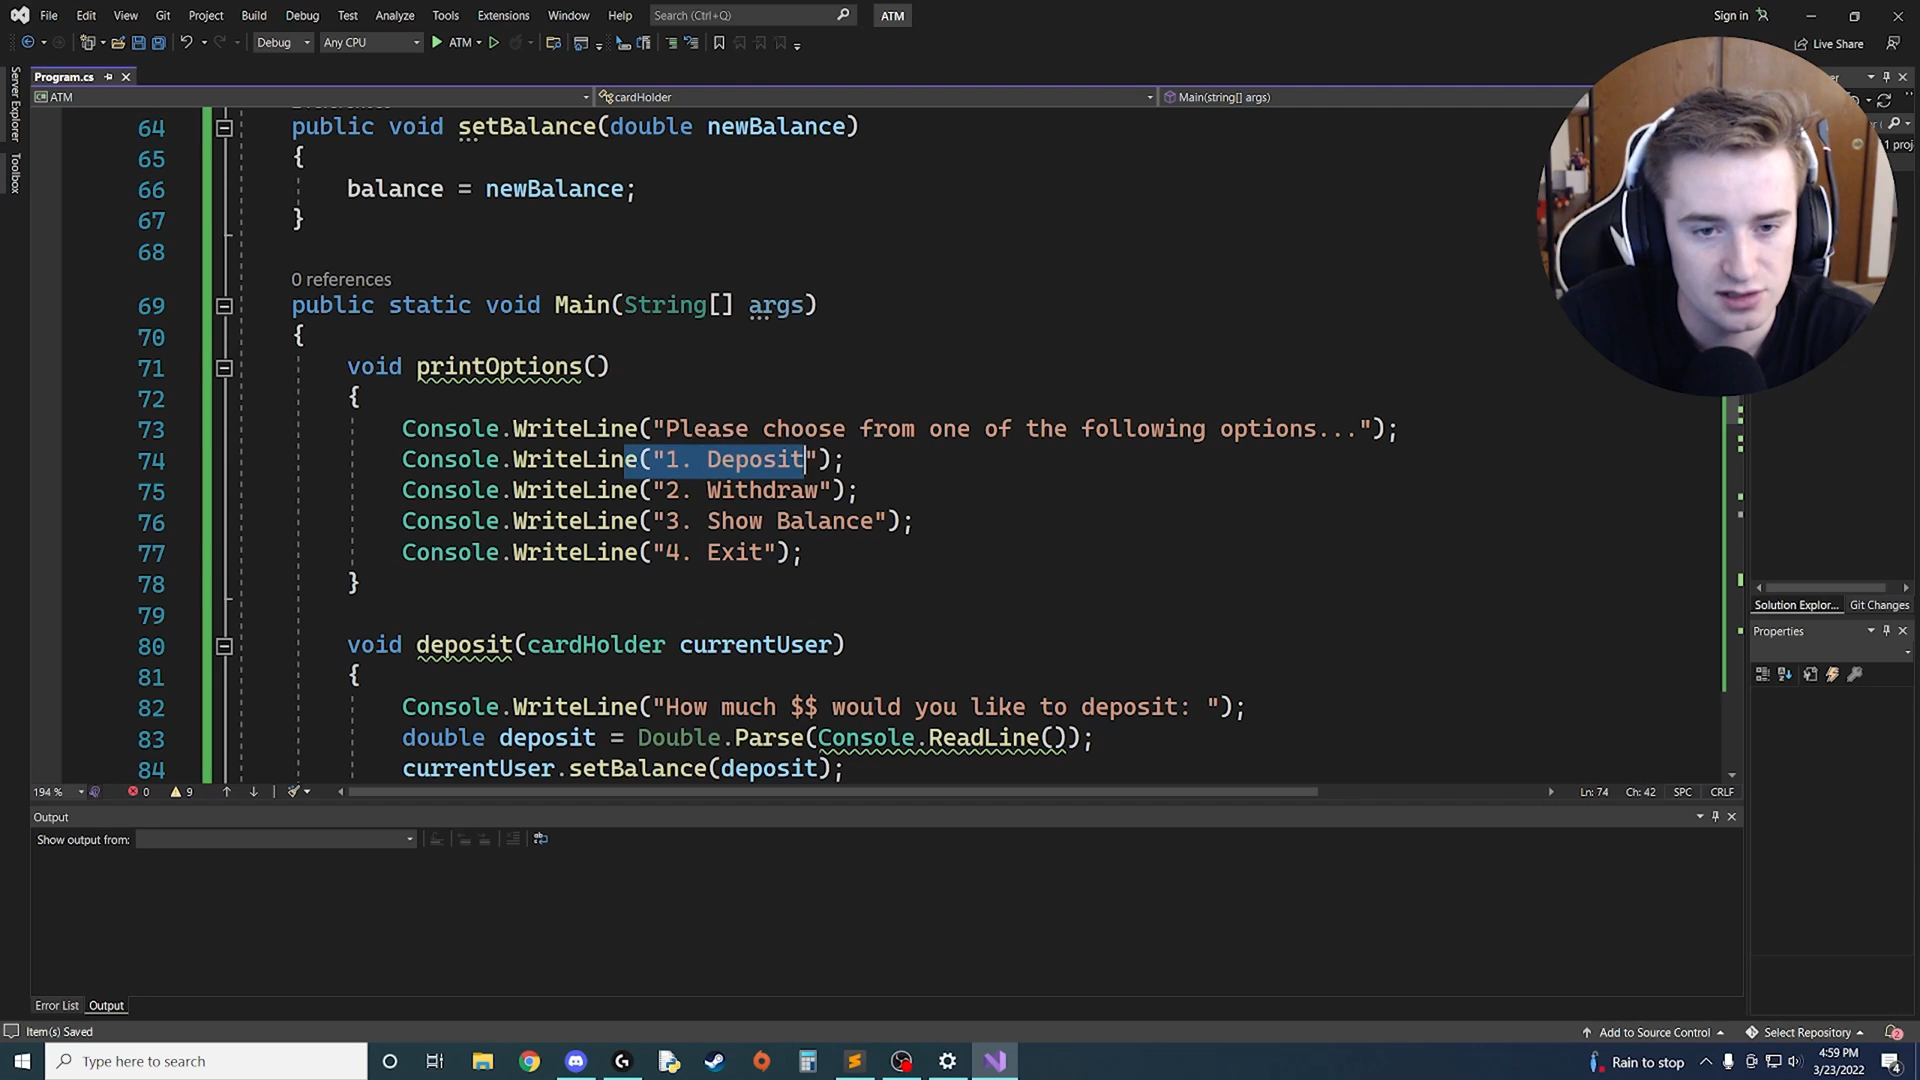 File Edit View Git Project Build Debug Test Analyze Tools Extensions Window Help Search (Ctrl+Q) ATM Sign in
Debug Any CPU ATM Live Share
Program.cs
ATM cardHolder Main(string[] args)
Server Explorer
Toolbox
1 proj
64 public void setBalance(double newBalance)
65 {
66 balance = newBalance;
67 }
68
0 references
69 public static void Main(String[] args)
70 {
71 void printOptions()
72 {
73 Console.WriteLine("Please choose from one of the following options...");
74 Console.WriteLine("1. Deposit");
75 Console.WriteLine("2. Withdraw");
76 Console.WriteLine("3. Show Balance");
77 Console.WriteLine("4. Exit");
78 }
79
80 void deposit(cardHolder currentUser)
81 {
82 Console.WriteLine("How much $$ would you like to deposit: ");
83 double deposit = Double.Parse(Console.ReadLine());
84 currentUser.setBalance(deposit);
Solution Explor... Git Changes
Properties
194 % 0 9 Ln: 74 Ch: 42 SPC CRLF
Output
Show output from:
Error List Output
Item(s) Saved Add to Source Control Select Repository 2
Type here to search Rain to stop 4:59 PM
3/23/2022 4